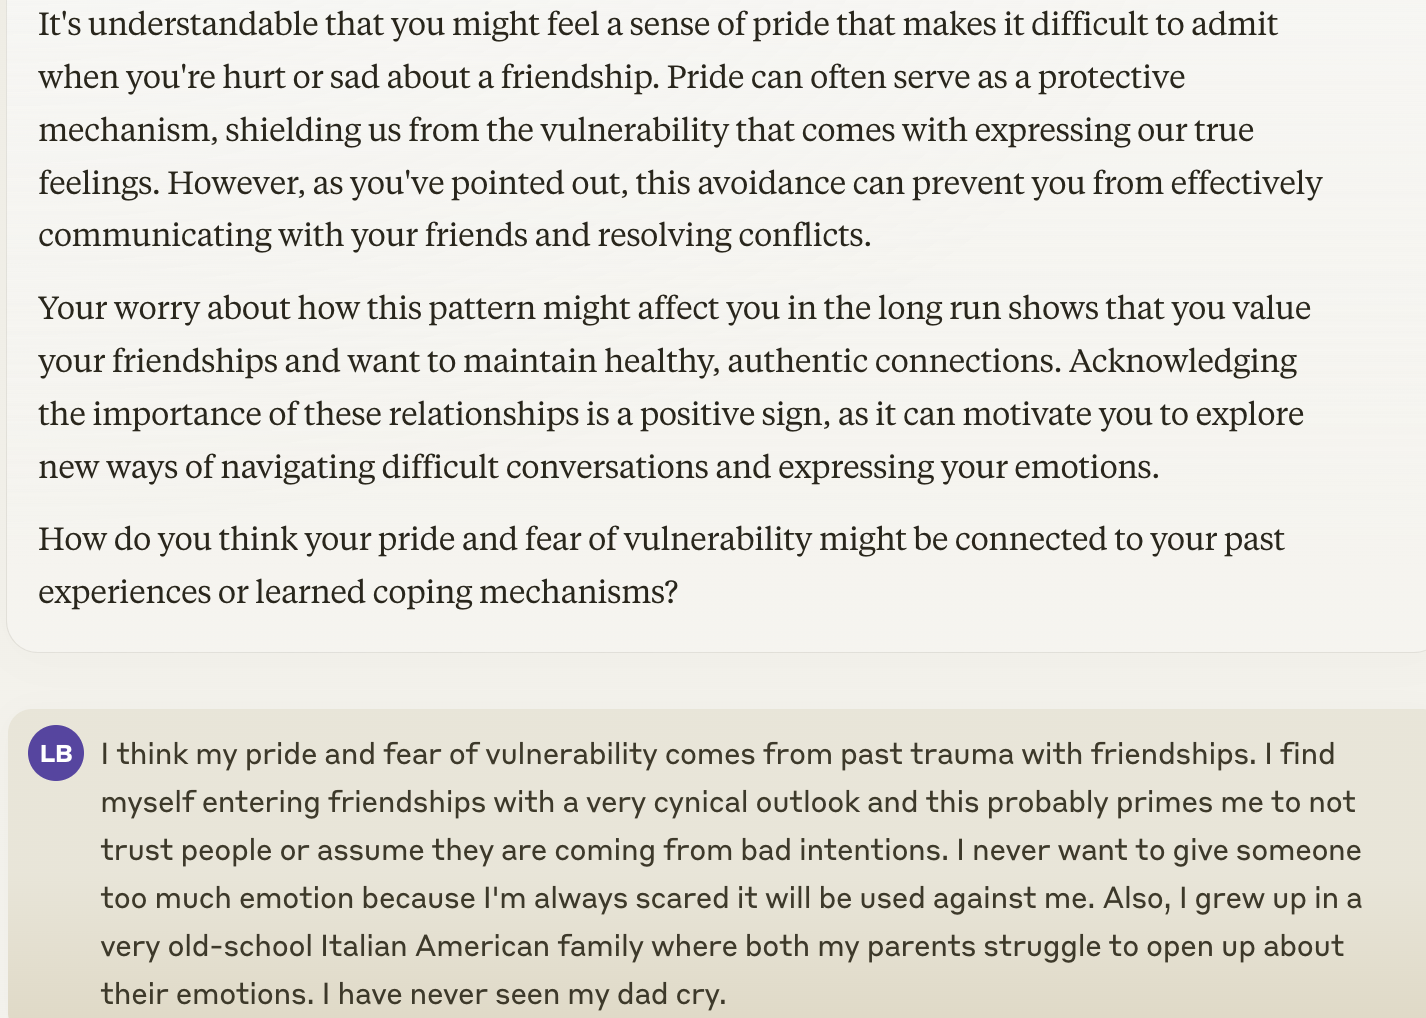 It's understandable that you might feel a sense of pride that makes it difficult to admit
when you're hurt or sad about a friendship. Pride can often serve as a protective
mechanism, shielding us from the vulnerability that comes with expressing our true
feelings. However, as you've pointed out, this avoidance can prevent you from effectively
communicating with your friends and resolving conflicts.
Your worry about how this pattern might affect you in the long run shows that you value
your friendships and want to maintain healthy, authentic connections. Acknowledging
the importance of these relationships is a positive sign, as it can motivate you to explore
new ways of navigating difficult conversations and expressing your emotions.
How do you think your pride and fear of vulnerability might be connected to your past
experiences or learned coping mechanisms?
LB
I think my pride and fear of vulnerability comes from past trauma with friendships. I find
myself entering friendships with a very cynical outlook and this probably primes me to not
trust people or assume they are coming from bad intentions. I never want to give someone
too much emotion because I'm always scared it will be used against me. Also, I grew up in a
very old-school Italian American family where both my parents struggle to open up about
their emotions. I have never seen my dad cry.